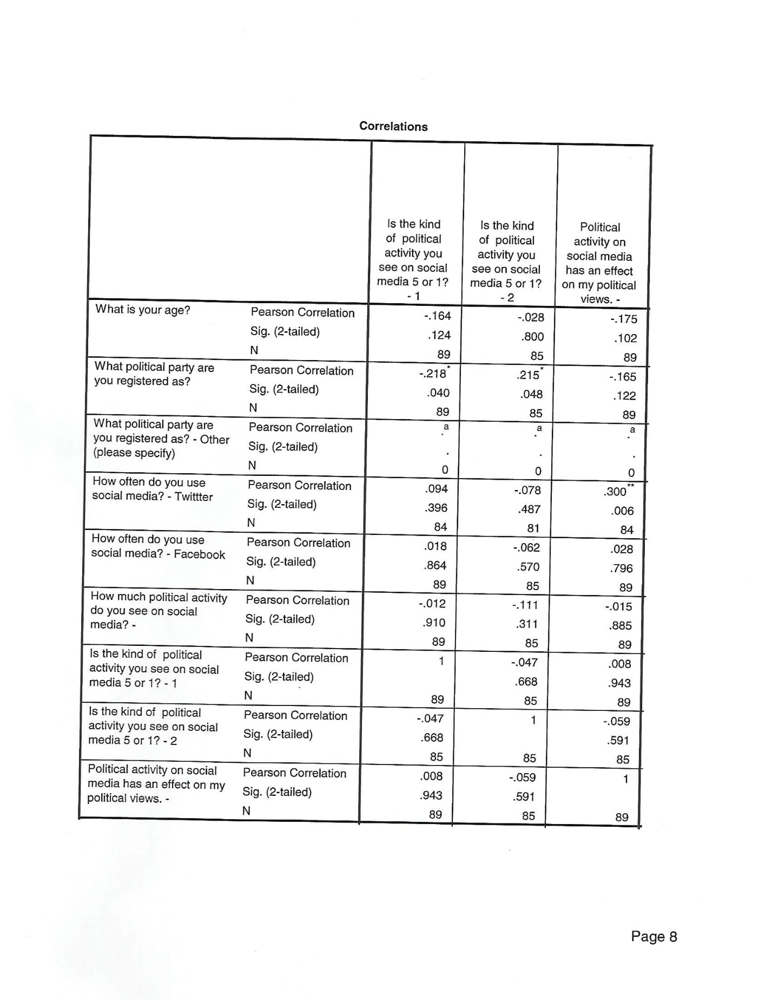 Correlations
Is the kind
of political
activity you
see on social
media 5 or 1?
- 1
Is the kind
of political
activity you
see on social
media 5 or 1?
- 2
Political
activity on
social media
has an effect
on my political
views. -
What is your age? Pearson Correlation -.164 -.028 -.175
Sig. (2-tailed) .124 .800 .102
N 89 85 89
What political party are
you registered as? Pearson Correlation -.218* .215* -.165
Sig. (2-tailed) .040 .048 .122
N 89 85 89
What political party are
you registered as? - Other
(please specify) Pearson Correlation .a .a .a
Sig. (2-tailed) . . .
N 0 0 0
How often do you use
social media? - Twittter Pearson Correlation .094 -.078 .300**
Sig. (2-tailed) .396 .487 .006
N 84 81 84
How often do you use
social media? - Facebook Pearson Correlation .018 -.062 .028
Sig. (2-tailed) .864 .570 .796
N 89 85 89
How much political activity
do you see on social
media? - Pearson Correlation -.012 -.111 -.015
Sig. (2-tailed) .910 .311 .885
N 89 85 89
Is the kind of political
activity you see on social
media 5 or 1? - 1 Pearson Correlation 1 -.047 .008
Sig. (2-tailed) .668 .943
N 89 85 89
Is the kind of political
activity you see on social
media 5 or 1? - 2 Pearson Correlation -.047 1 -.059
Sig. (2-tailed) .668 .591
N 85 85 85
Political activity on social
media has an effect on my
political views. - Pearson Correlation .008 -.059 1
Sig. (2-tailed) .943 .591
N 89 85 89
Page 8